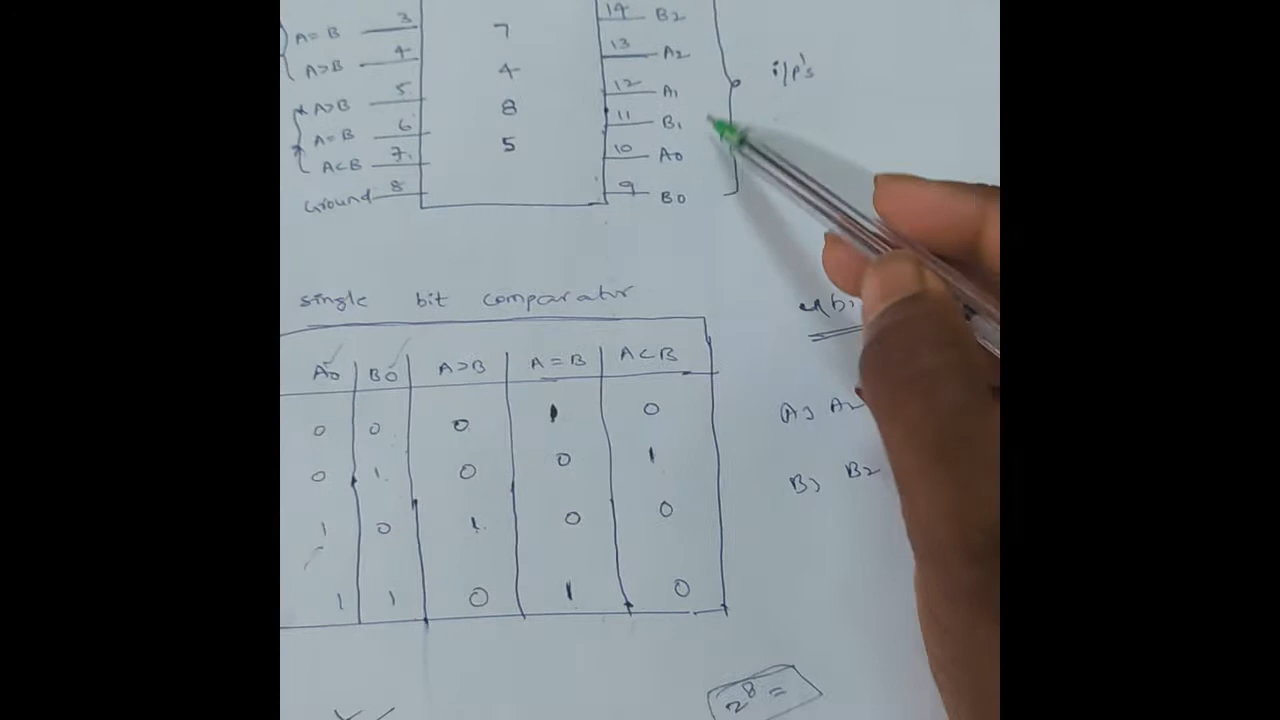 3 14 B2
A=B 7
4 13 A2
A>B 4
5 12 A1 i/p's
A>B 8
6 11 B1
A=B 5
7 10 A0
A<B
Ground 8 9 B0
single bit comparator
A0 B0 A>B A=B A<B
0 0 0 1 0
0 1 0 0 1
1 0 1 0 0
1 1 0 1 0
4bi
A3 A2
B3 B2
2^8 =